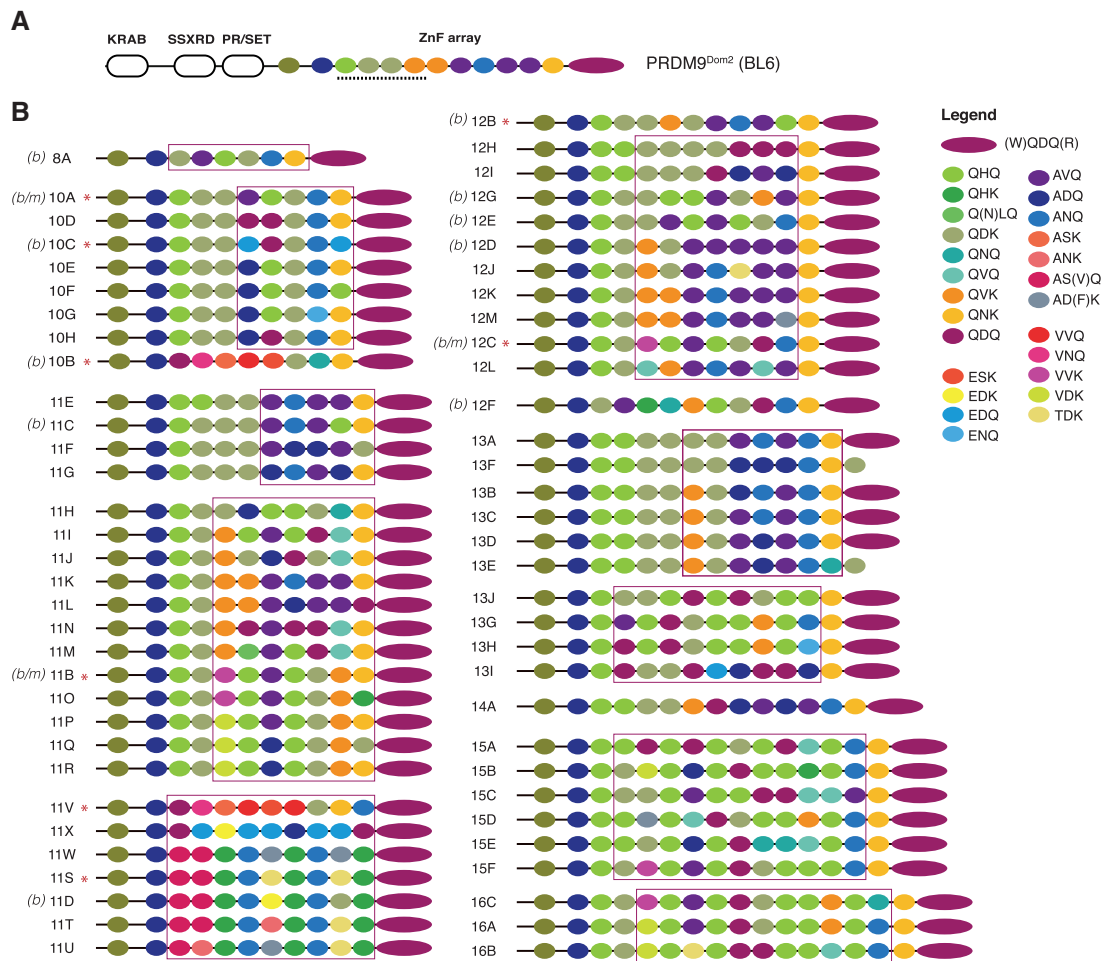 A
KRAB SSXRD PR/SET ZnF array
PRDM9Dom2 (BL6)
B
(b) 8A
(b/m) 10A *
10D
(b) 10C *
10E
10F
10G
10H
(b) 10B *
11E
(b) 11C
11F
11G
11H
11I
11J
11K
11L
11N
11M
(b/m) 11B *
11O
11P
11Q
11R
11V *
11X
11W
11S *
(b) 11D
11T
11U
(b) 12B *
12H
12I
(b) 12G
(b) 12E
(b) 12D
12J
12K
12M
(b/m) 12C *
12L
(b) 12F
13A
13F
13B
13C
13D
13E
13J
13G
13H
13I
14A
15A
15B
15C
15D
15E
15F
16C
16A
16B
Legend
(W)QDQ(R)
QHQ
QHK
Q(N)LQ
QDK
QNQ
QVQ
QVK
QNK
QDQ
ESK
EDK
EDQ
ENQ
AVQ
ADQ
ANQ
ASK
ANK
AS(V)Q
AD(F)K
VVQ
VNQ
VVK
VDK
TDK